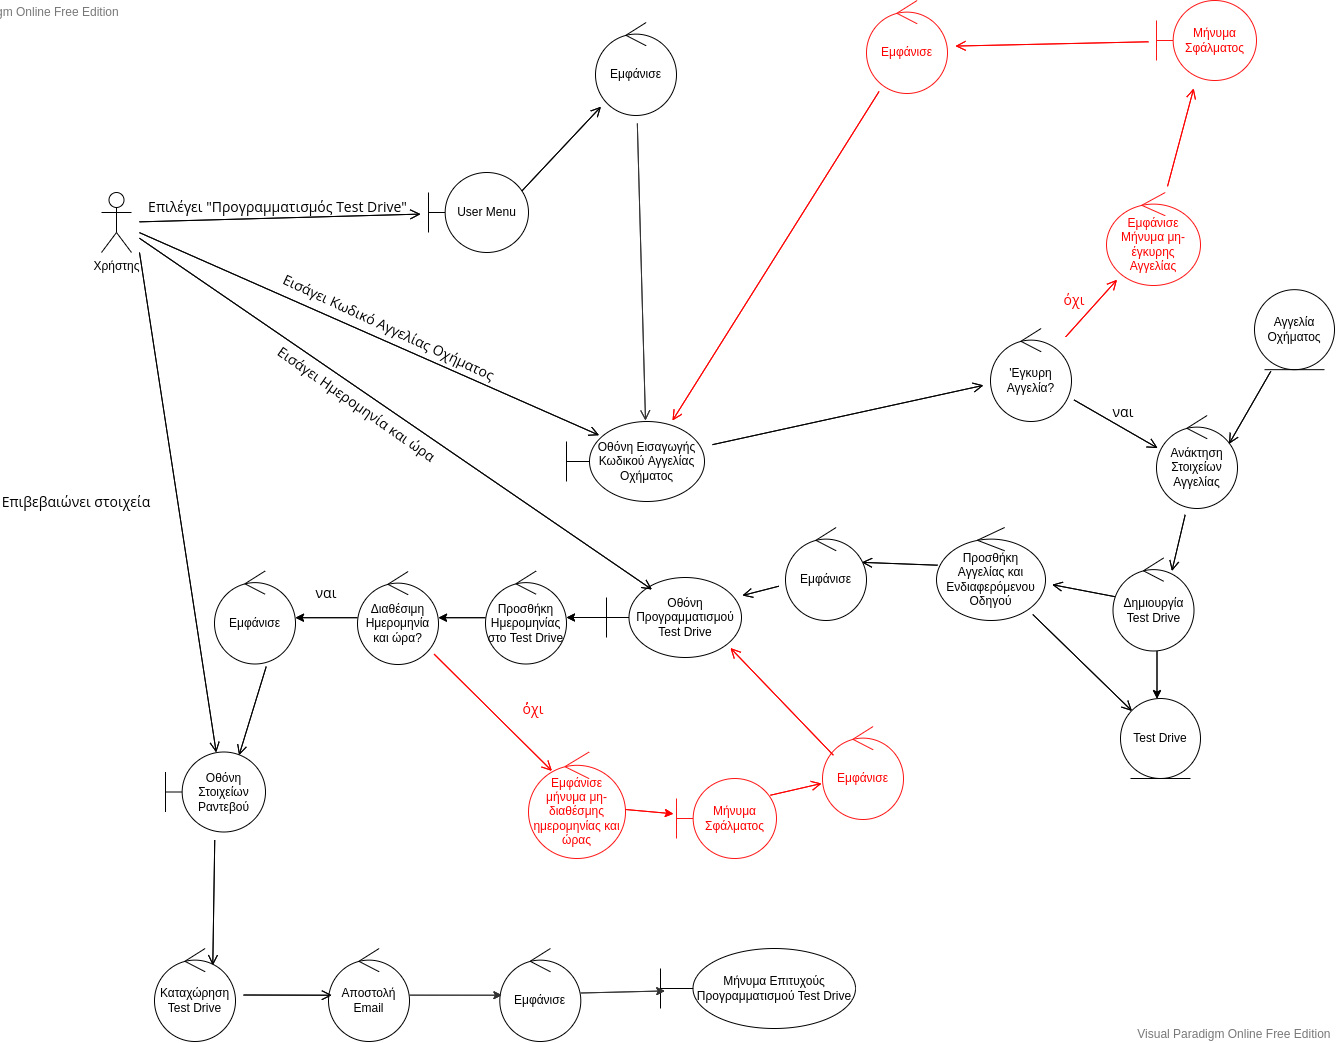 gm Online Free Edition
Εμφάνισε
Εμφάνισε
Μήνυμα
Σφάλματος
Επιλέγει "Προγραμματισμός Test Drive"
User Menu
Χρήστης
Εμφάνισε
Μήνυμα μη-
έγκυρης
Αγγελίας
όχι
Εισάγει Κωδικό Αγγελίας Οχήματος
Εισάγει Ημερομηνία και ώρα
Αγγελία
Οχήματος
'Εγκυρη
Αγγελία?
ναι
Οθόνη Εισαγωγής
Κωδικού Αγγελίας
Οχήματος
Ανάκτηση
Στοιχείων
Αγγελίας
Επιβεβαιώνει στοιχεία
Προσθήκη
Αγγελίας και
Ενδιαφερόμενου
Οδηγού
Εμφάνισε
Δημιουργία
Test Drive
Οθόνη
Προγραμματισμού
Test Drive
Προσθήκη
Ημερομηνίας
στο Test Drive
Διαθέσιμη
Ημερομηνία
και ώρα?
ναι
Εμφάνισε
όχι
Test Drive
Οθόνη
Στοιχείων
Ραντεβού
Εμφάνισε
μήνυμα μη-
διαθέσμης
ημερομηνίας και
ώρας
Μήνυμα
Σφάλματος
Εμφάνισε
Καταχώρηση
Test Drive
Αποστολή
Email
Εμφάνισε
Μήνυμα Επιτυχούς
Προγραμματισμού Test Drive
Visual Paradigm Online Free Edition